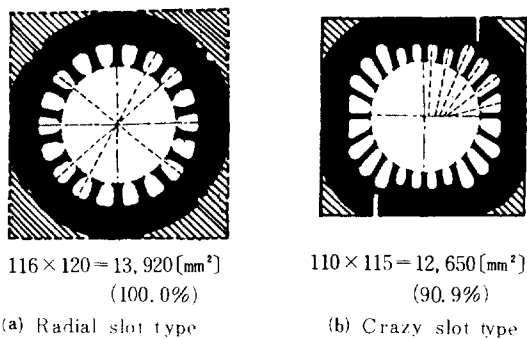 116×120=13,920[mm²]
(100.0%)
(a) Radial slot type
110×115=12,650[mm²]
(90.9%)
(b) Crazy slot type